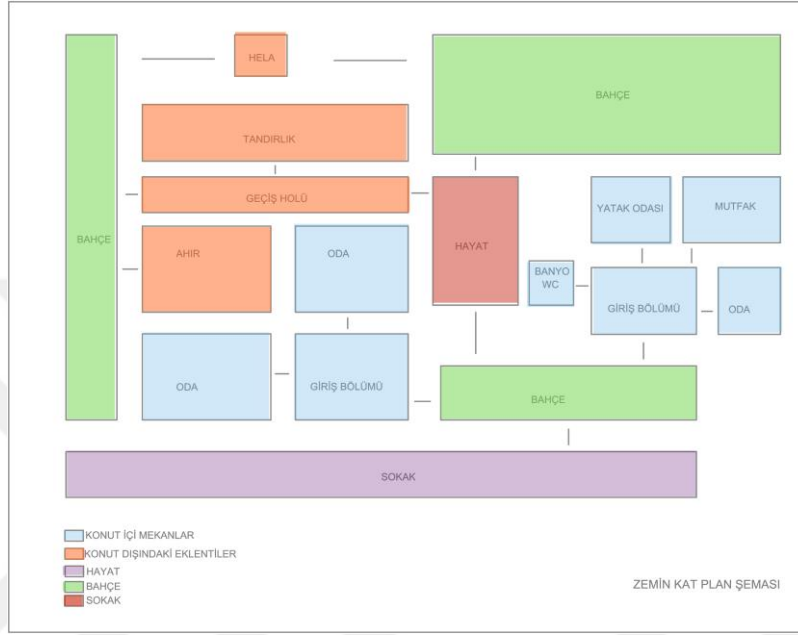 HELA
BAHÇE
TANDIRLIK
GEÇİŞ HOLÜ
YATAK ODASI
MUTFAK
BAHÇE
AHIR
ODA
HAYAT
BANYO
WC
GİRİŞ BÖLÜMÜ
ODA
ODA
GİRİŞ BÖLÜMÜ
BAHÇE
SOKAK
KONUT İÇİ MEKANLAR
KONUT DIŞINDAKİ EKLENTİLER
HAYAT
BAHÇE
SOKAK
ZEMİN KAT PLAN ŞEMASI